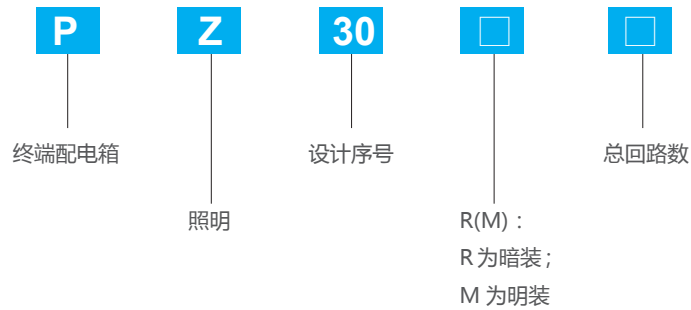 P Z 30 □ □
终端配电箱 设计序号 总回路数
照明
R(M)：
R 为暗装；
M 为明装